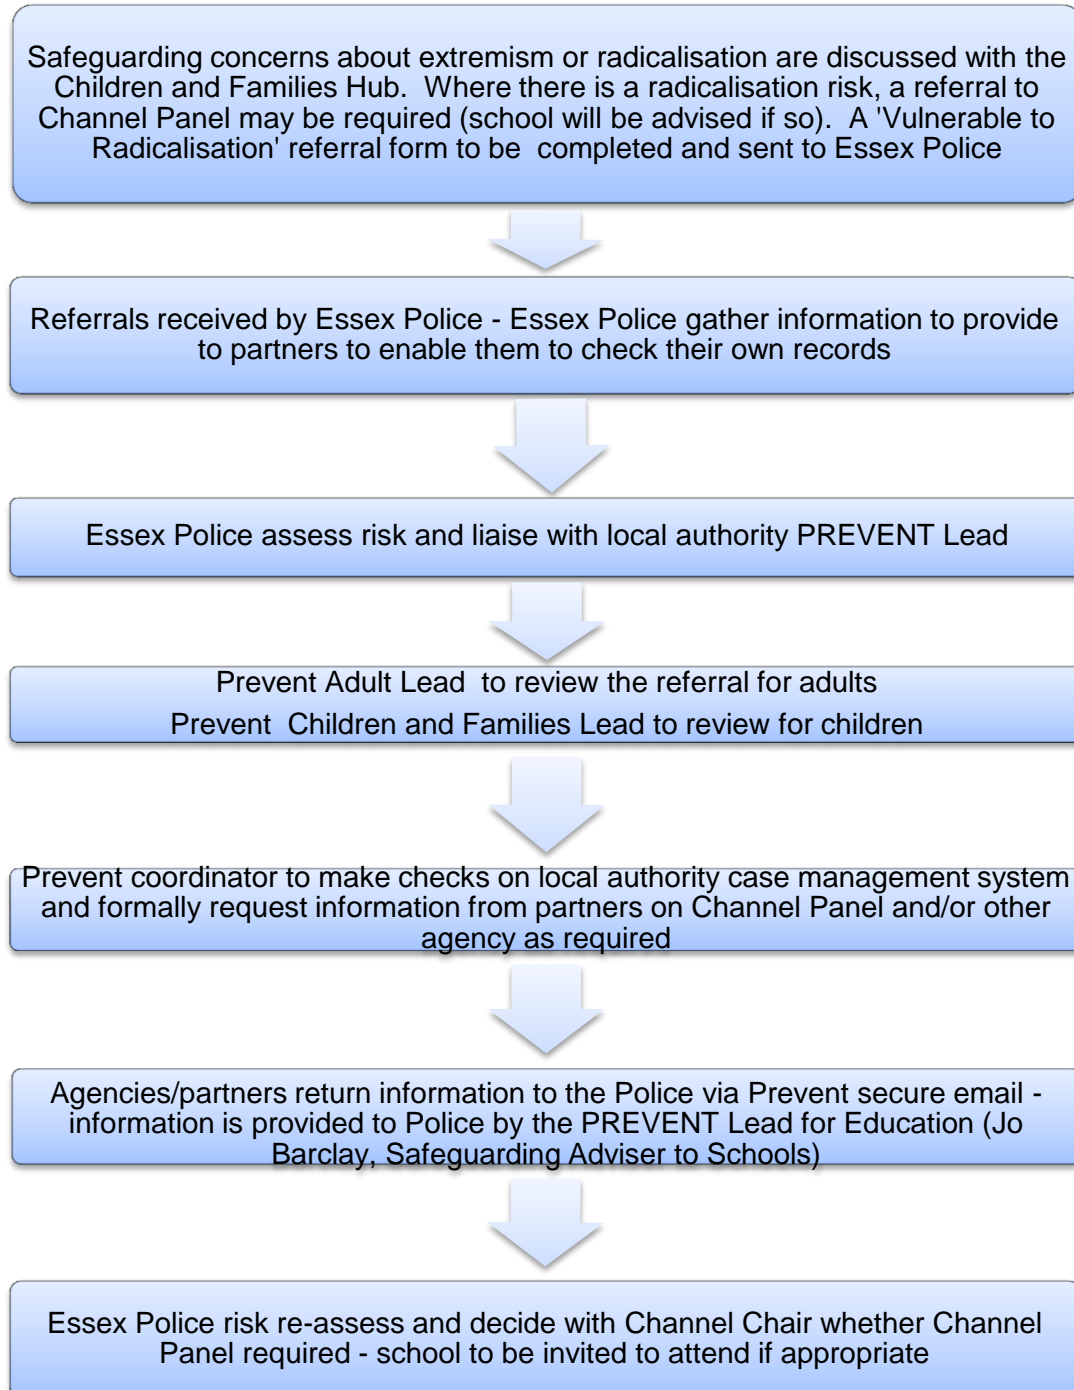 Safeguarding concerns about extremism or radicalisation are discussed with the
Children and Families Hub.  Where there is a radicalisation risk, a referral to
Channel Panel may be required (school will be advised if so).  A 'Vulnerable to
Radicalisation' referral form to be  completed and sent to Essex Police
Referrals received by Essex Police - Essex Police gather information to provide
to partners to enable them to check their own records
Essex Police assess risk and liaise with local authority PREVENT Lead
Prevent Adult Lead  to review the referral for adults
Prevent  Children and Families Lead to review for children
Prevent coordinator to make checks on local authority case management system
and formally request information from partners on Channel Panel and/or other
agency as required
Agencies/partners return information to the Police via Prevent secure email -
information is provided to Police by the PREVENT Lead for Education (Jo
Barclay, Safeguarding Adviser to Schools)
Essex Police risk re-assess and decide with Channel Chair whether Channel
Panel required - school to be invited to attend if appropriate